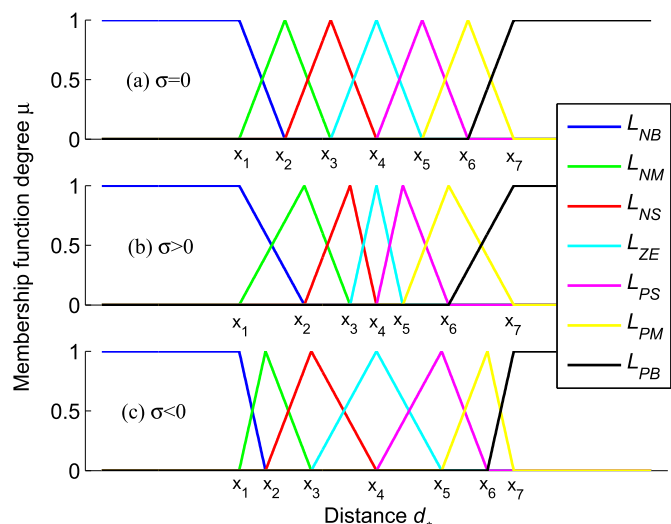 Membership function degree μ
1
0.5
0
(a) σ=0
x1 x2 x3 x4 x5 x6 x7
1
0.5
0
(b) σ>0
x1 x2 x3 x4 x5 x6 x7
1
0.5
0
(c) σ<0
x1 x2 x3 x4 x5 x6 x7
Distance d
LNB
LNM
LNS
LZE
LPS
LPM
LPB